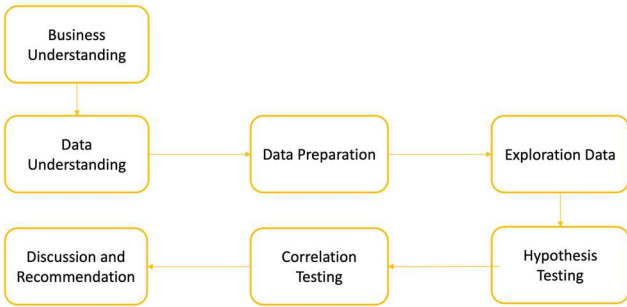 Business
Understanding
Data
Understanding
Data Preparation
Exploration Data
Hypothesis
Testing
Correlation
Testing
Discussion and
Recommendation